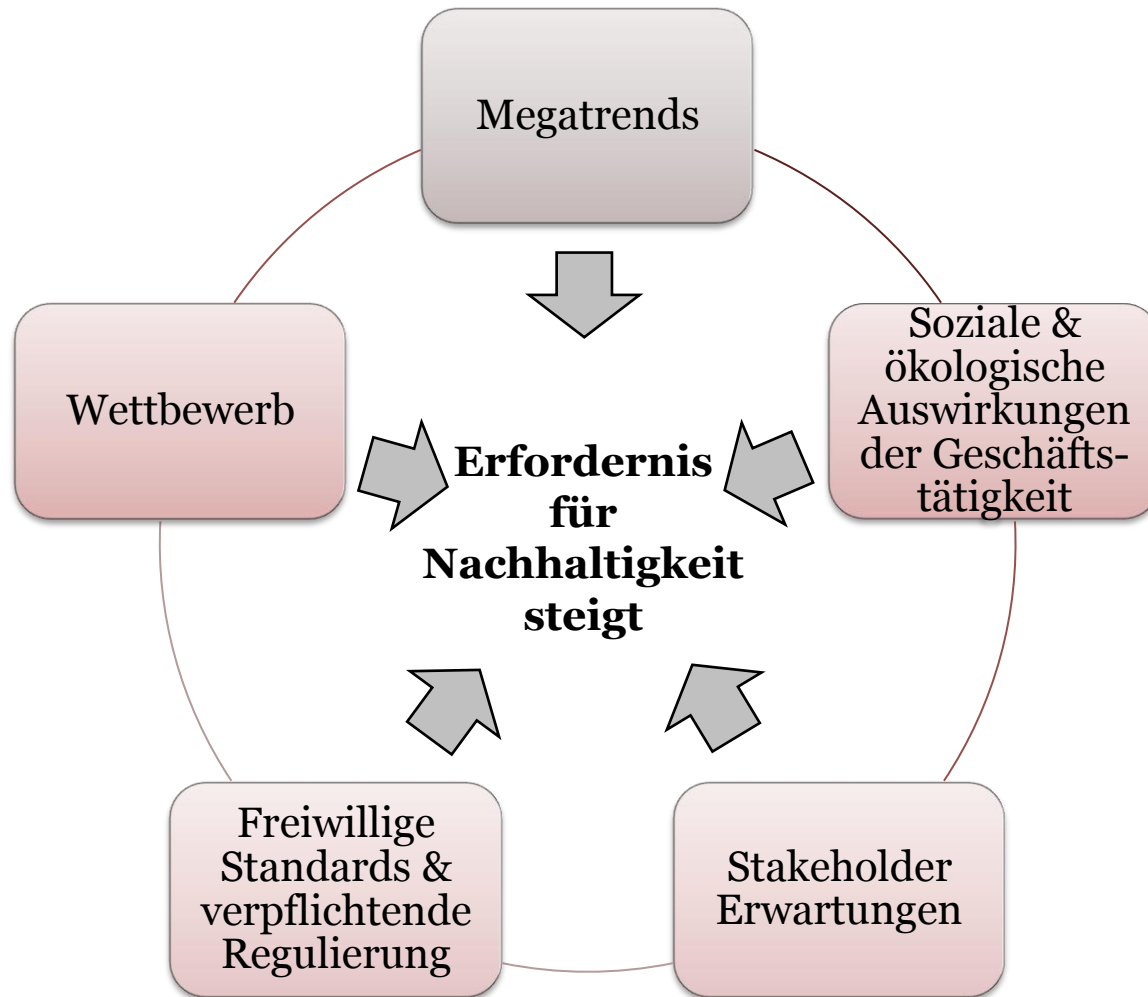 Megatrends
Wettbewerb
Soziale &
ökologische
Auswirkungen
der Geschäfts-
tätigkeit
Erfordernis
für
Nachhaltigkeit
steigt
Freiwillige
Standards &
verpflichtende
Regulierung
Stakeholder
Erwartungen